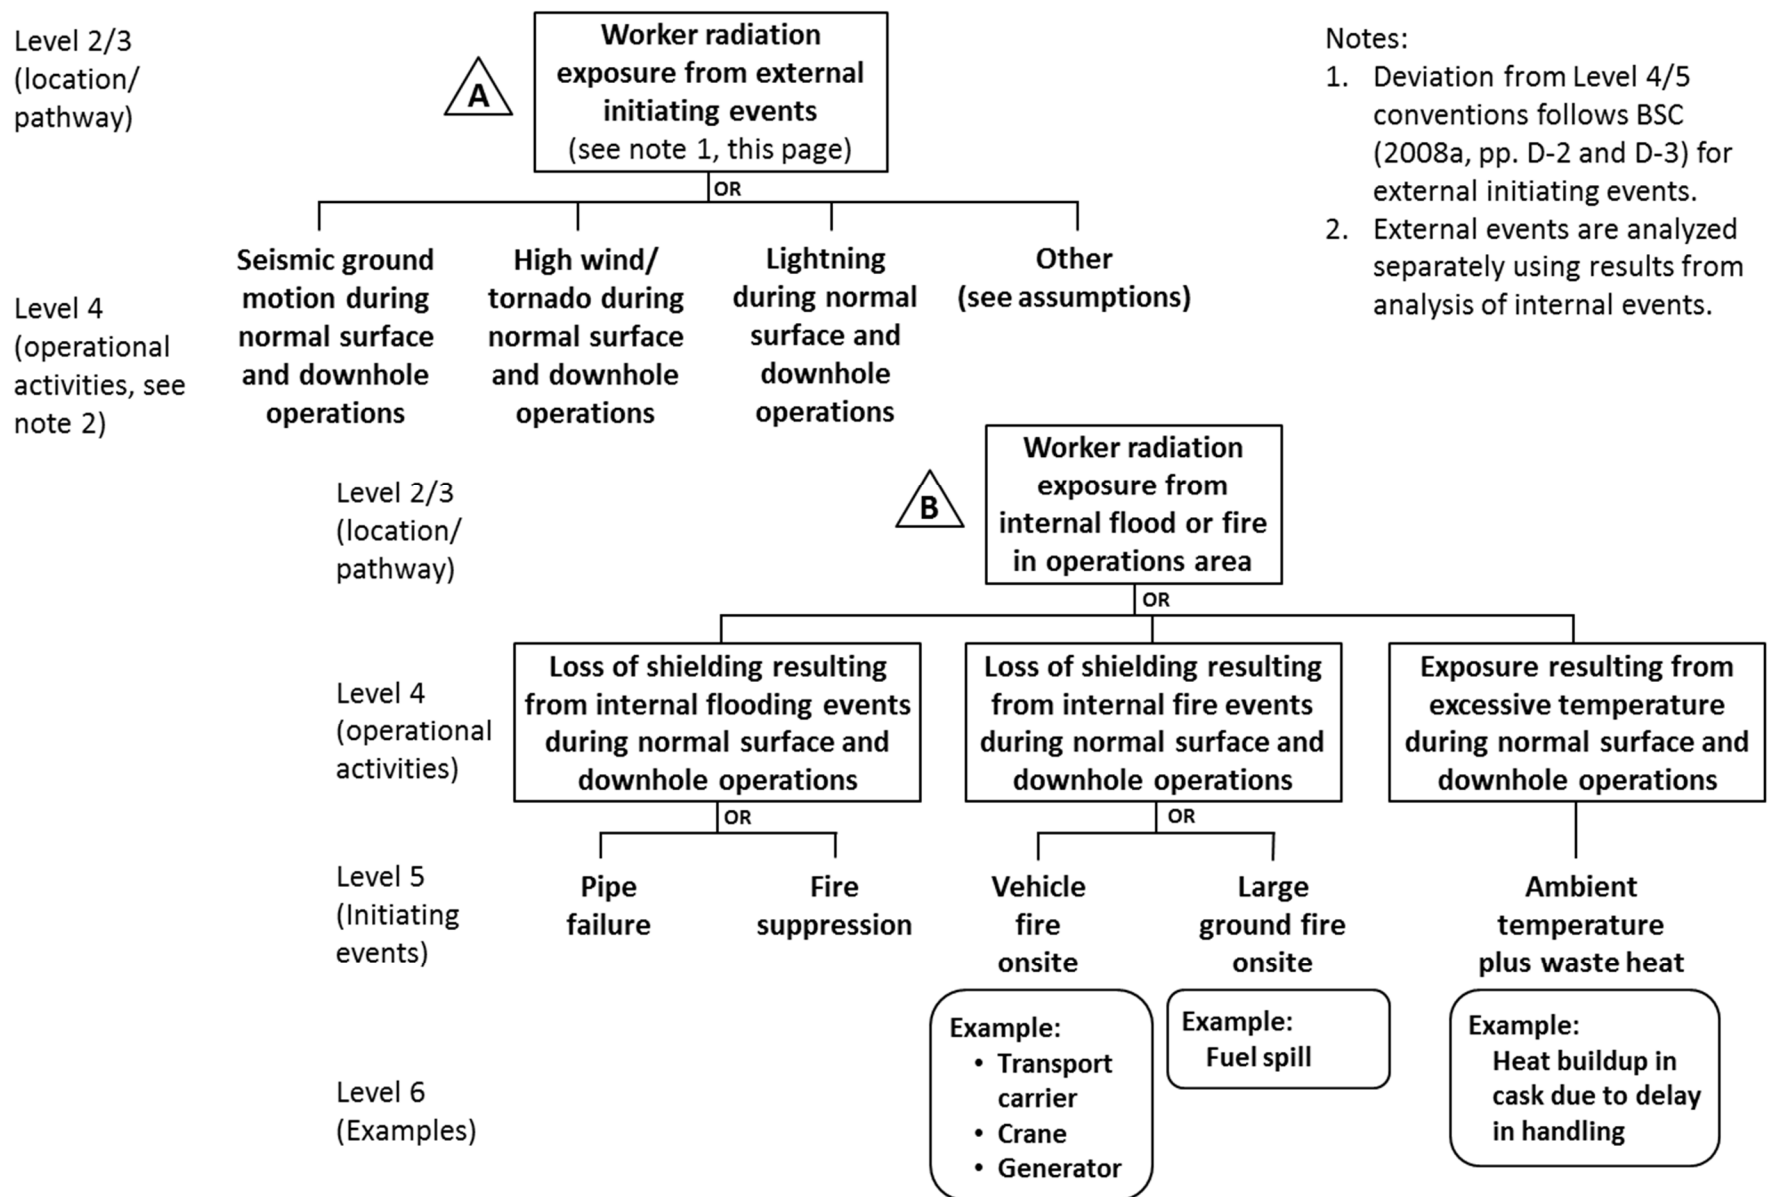 Level 2/3
(location/
pathway)
A
Worker radiation
exposure from external
initiating events
(see note 1, this page)
OR
Notes:
1. Deviation from Level 4/5
conventions follows BSC
(2008a, pp. D-2 and D-3) for
external initiating events.
2. External events are analyzed
separately using results from
analysis of internal events.
Level 4
(operational
activities, see
note 2)
Seismic ground
motion during
normal surface
and downhole
operations
High wind/
tornado during
normal surface
and downhole
operations
Lightning
during normal
surface and
downhole
operations
Other
(see assumptions)
Level 2/3
(location/
pathway)
B
Worker radiation
exposure from
internal flood or fire
in operations area
OR
Level 4
(operational
activities)
Loss of shielding resulting
from internal flooding events
during normal surface and
downhole operations
OR
Loss of shielding resulting
from internal fire events
during normal surface and
downhole operations
OR
Exposure resulting from
excessive temperature
during normal surface and
downhole operations
Level 5
(Initiating
events)
Pipe
failure
Fire
suppression
Vehicle
fire
onsite
Large
ground fire
onsite
Ambient
temperature
plus waste heat
Level 6
(Examples)
Example:
• Transport
carrier
• Crane
• Generator
Example:
Fuel spill
Example:
Heat buildup in
cask due to delay
in handling